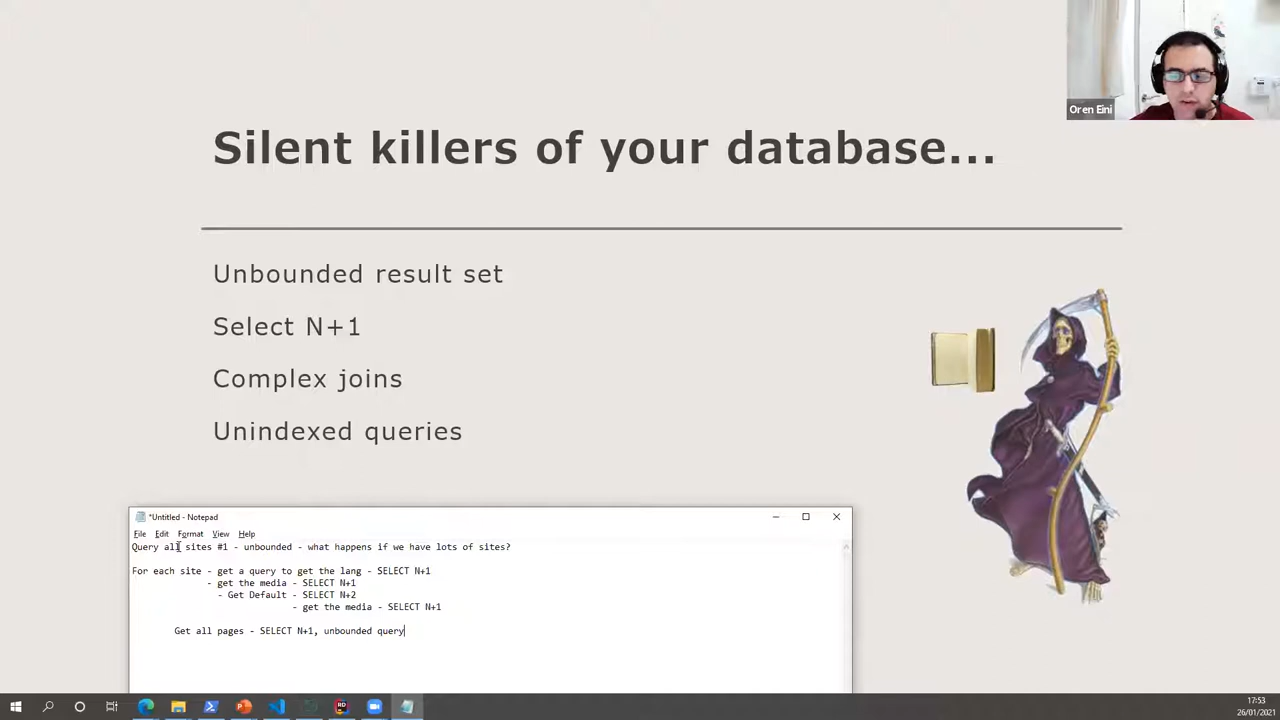 Oren Eini
Silent killers of your database...
Unbounded result set
Select N+1
Complex joins
Unindexed queries
*Untitled - Notepad
File Edit Format View Help
Query all sites #1 - unbounded - what happens if we have lots of sites?
For each site - get a query to get the lang - SELECT N+1
- get the media - SELECT N+1
- Get Default - SELECT N+2
- get the media - SELECT N+1
Get all pages - SELECT N+1, unbounded query
RD
17:53
26/01/2021